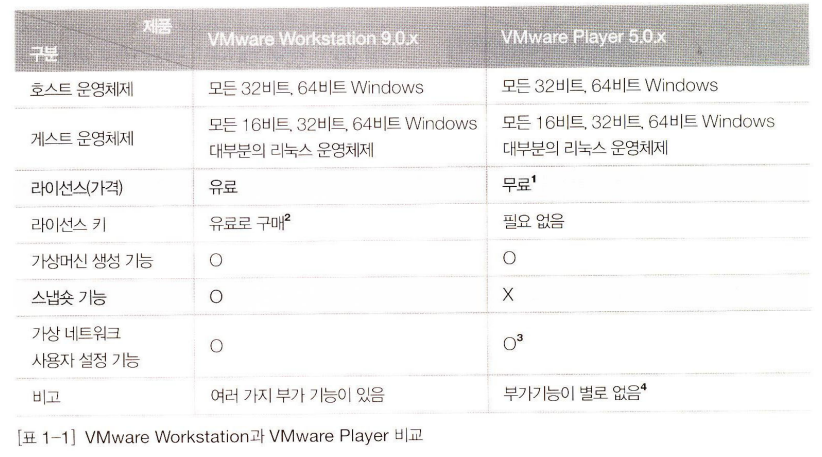 제품
구분
VMware Workstation 9.0.x
VMware Player 5.0.x
호스트 운영체제
모든 32비트, 64비트 Windows
모든 32비트, 64비트 Windows
게스트 운영체제
모든 16비트, 32비트, 64비트 Windows
대부분의 리눅스 운영체제
모든 16비트, 32비트, 64비트 Windows
대부분의 리눅스 운영체제
라이선스(가격)
유료
무료¹
라이선스 키
유료로 구매²
필요 없음
가상머신 생성 기능
O
O
스냅숏 기능
O
X
가상 네트워크
사용자 설정 기능
O
O³
비고
여러 가지 부가 기능이 있음
부가기능이 별로 없음⁴
[표 1-1] VMware Workstation과 VMware Player 비교